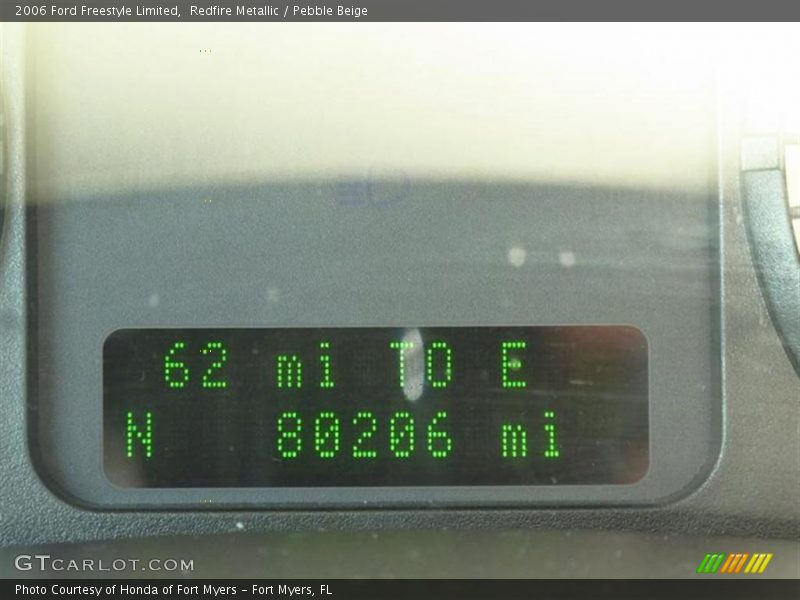 2006 Ford Freestyle Limited,  Redfire Metallic / Pebble Beige
62 mi TO E
N 80206 mi
GTCARLOT.COM
Photo Courtesy of Honda of Fort Myers - Fort Myers, FL